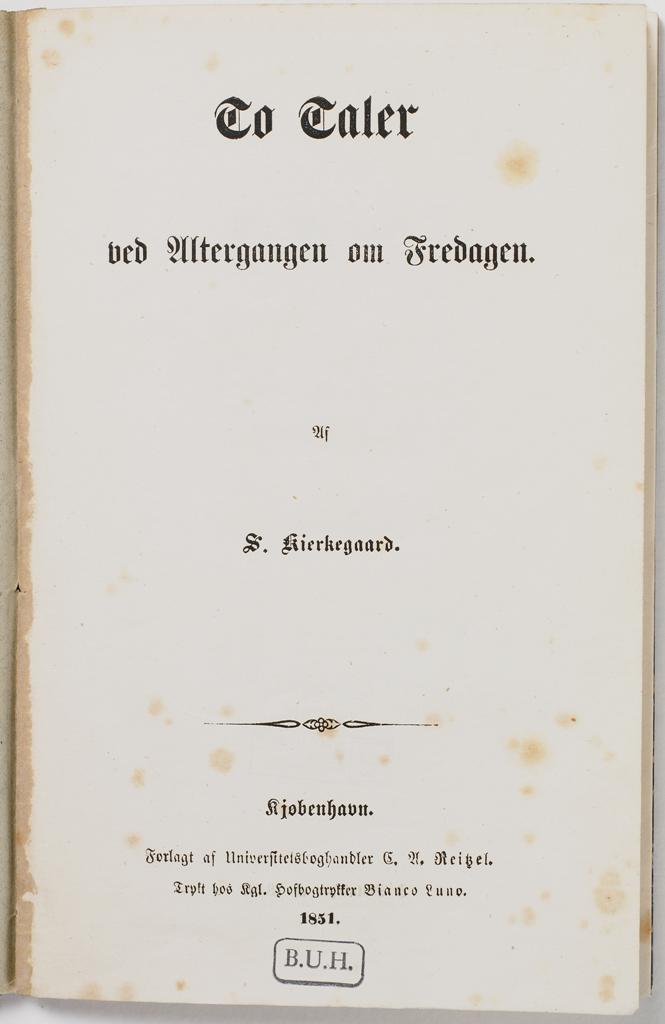 To Taler
ved Altergangen om Fredagen.
Af
S. Kierkegaard.
Kjøbenhavn.
Forlagt af Universitetsboghandler C. A. Reitzel.
Trykt hos Kgl. Hofbogtrykker Bianco Luno.
1851.
B.U.H.